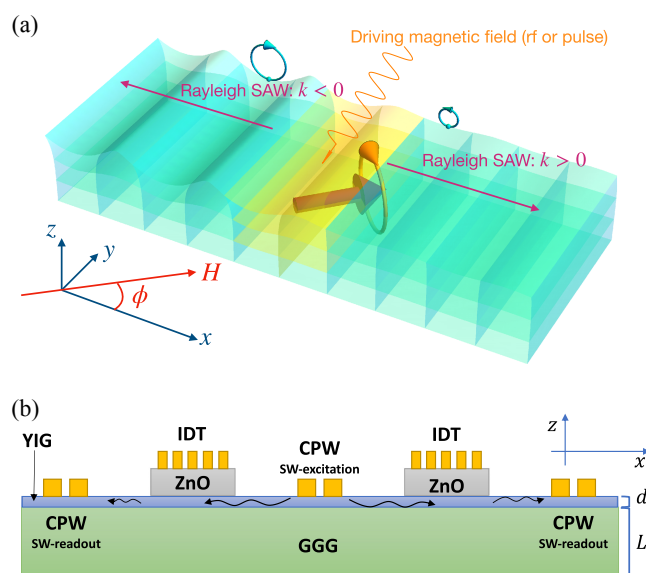 (a)
Driving magnetic field (rf or pulse)
Rayleigh SAW: k < 0
Rayleigh SAW: k > 0
z
y
H
ϕ
x
(b)
YIG
IDT
CPW
SW-excitation
IDT
z
x
ZnO
ZnO
d
CPW
SW-readout
GGG
CPW
SW-readout
L